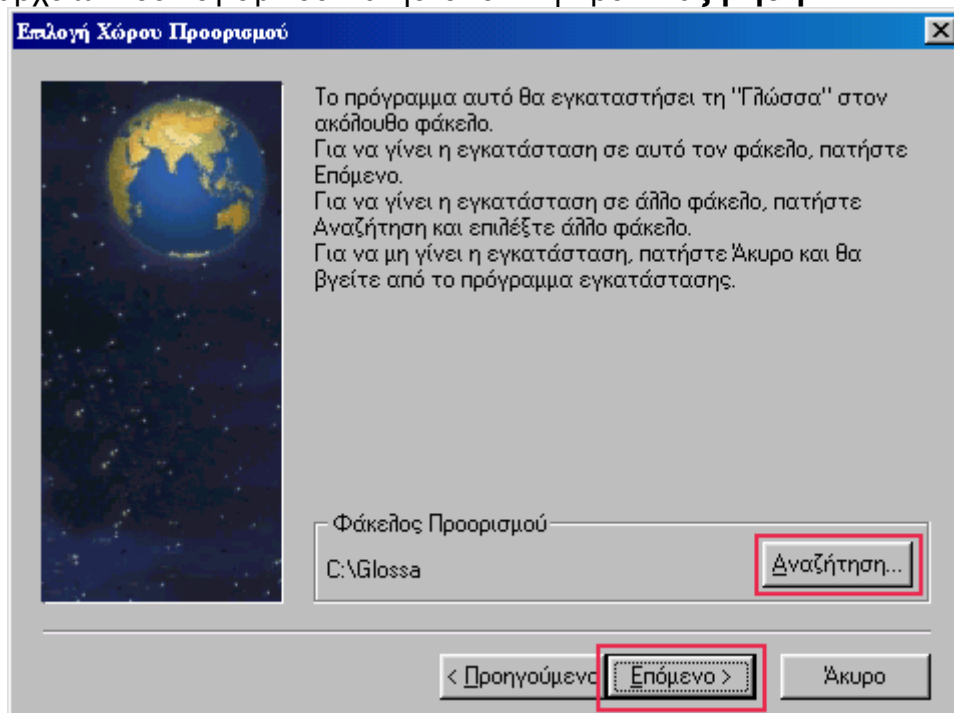 Επιλογή Χώρου Προορισμού
Το πρόγραμμα αυτό θα εγκαταστήσει τη "Γλώσσα" στον
ακόλουθο φάκελο.
Για να γίνει η εγκατάσταση σε αυτό τον φάκελο, πατήστε
Επόμενο.
Για να γίνει η εγκατάσταση σε άλλο φάκελο, πατήστε
Αναζήτηση και επιλέξτε άλλο φάκελο.
Για να μη γίνει η εγκατάσταση, πατήστε Άκυρο και θα
βγείτε από το πρόγραμμα εγκατάστασης.
Φάκελος Προορισμού
C:\Glossa
Αναζήτηση...
< Προηγούμενο
Επόμενο >
Άκυρο